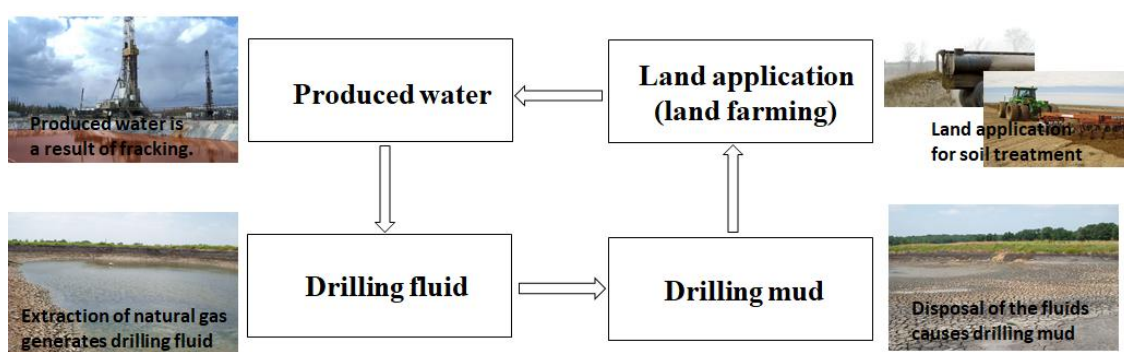 Produced water is
a result of fracking.
Produced water
Land application
(land farming)
Land application
for soil treatment
Extraction of natural gas
generates drilling fluid
Drilling fluid
Drilling mud
Disposal of the fluids
causes drilling mud